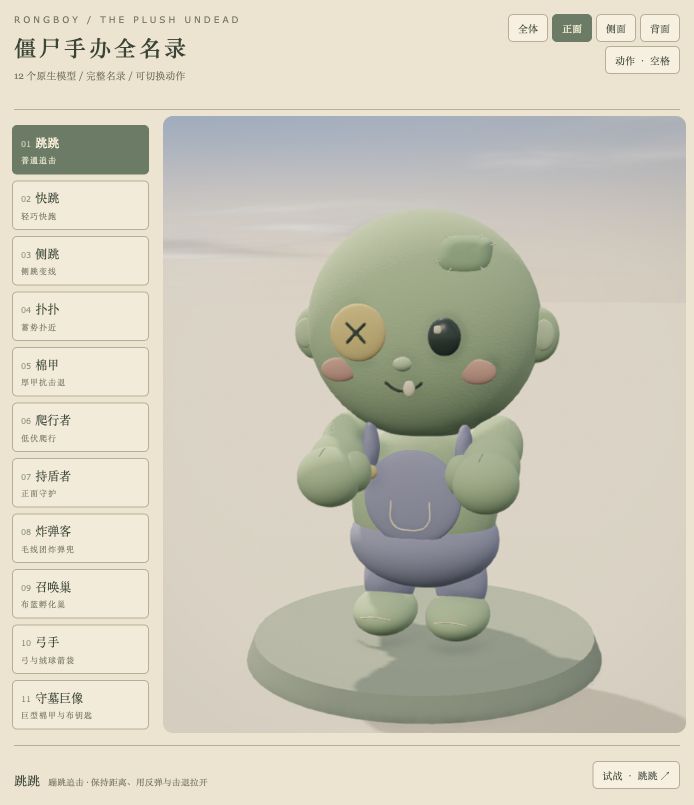 RONGBOY / THE PLUSH UNDEAD
僵尸手办全名录
12 个原生模型 / 完整名录 / 可切换动作
全体
正面
侧面
背面
动作 · 空格
01 跳跳
普通追击
02 快跳
轻巧快跑
03 侧跳
侧跳变线
04 扑扑
蓄势扑近
05 棉甲
厚甲抗击退
06 爬行者
低伏爬行
07 持盾者
正面守护
08 炸弹客
毛线团炸弹兜
09 召唤巢
布篮孵化巢
10 弓手
弓与绒球箭袋
11 守墓巨像
巨型棉甲与布钥匙
跳跳 蹦跳追击 · 保持距离、用反弹与击退拉开
试战 · 跳跳 ↗